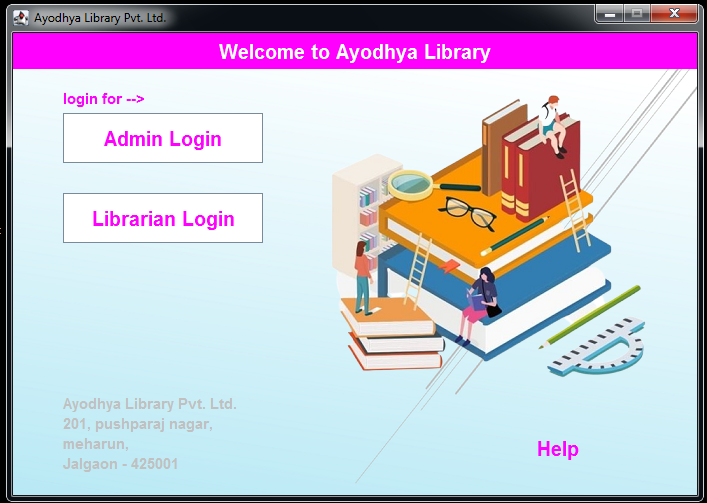 Ayodhya Library Pvt. Ltd.
Welcome to Ayodhya Library
login for -->
Admin Login
Librarian Login
Ayodhya Library Pvt. Ltd.
201, pushparaj nagar,
meharun,
Jalgaon - 425001
Help